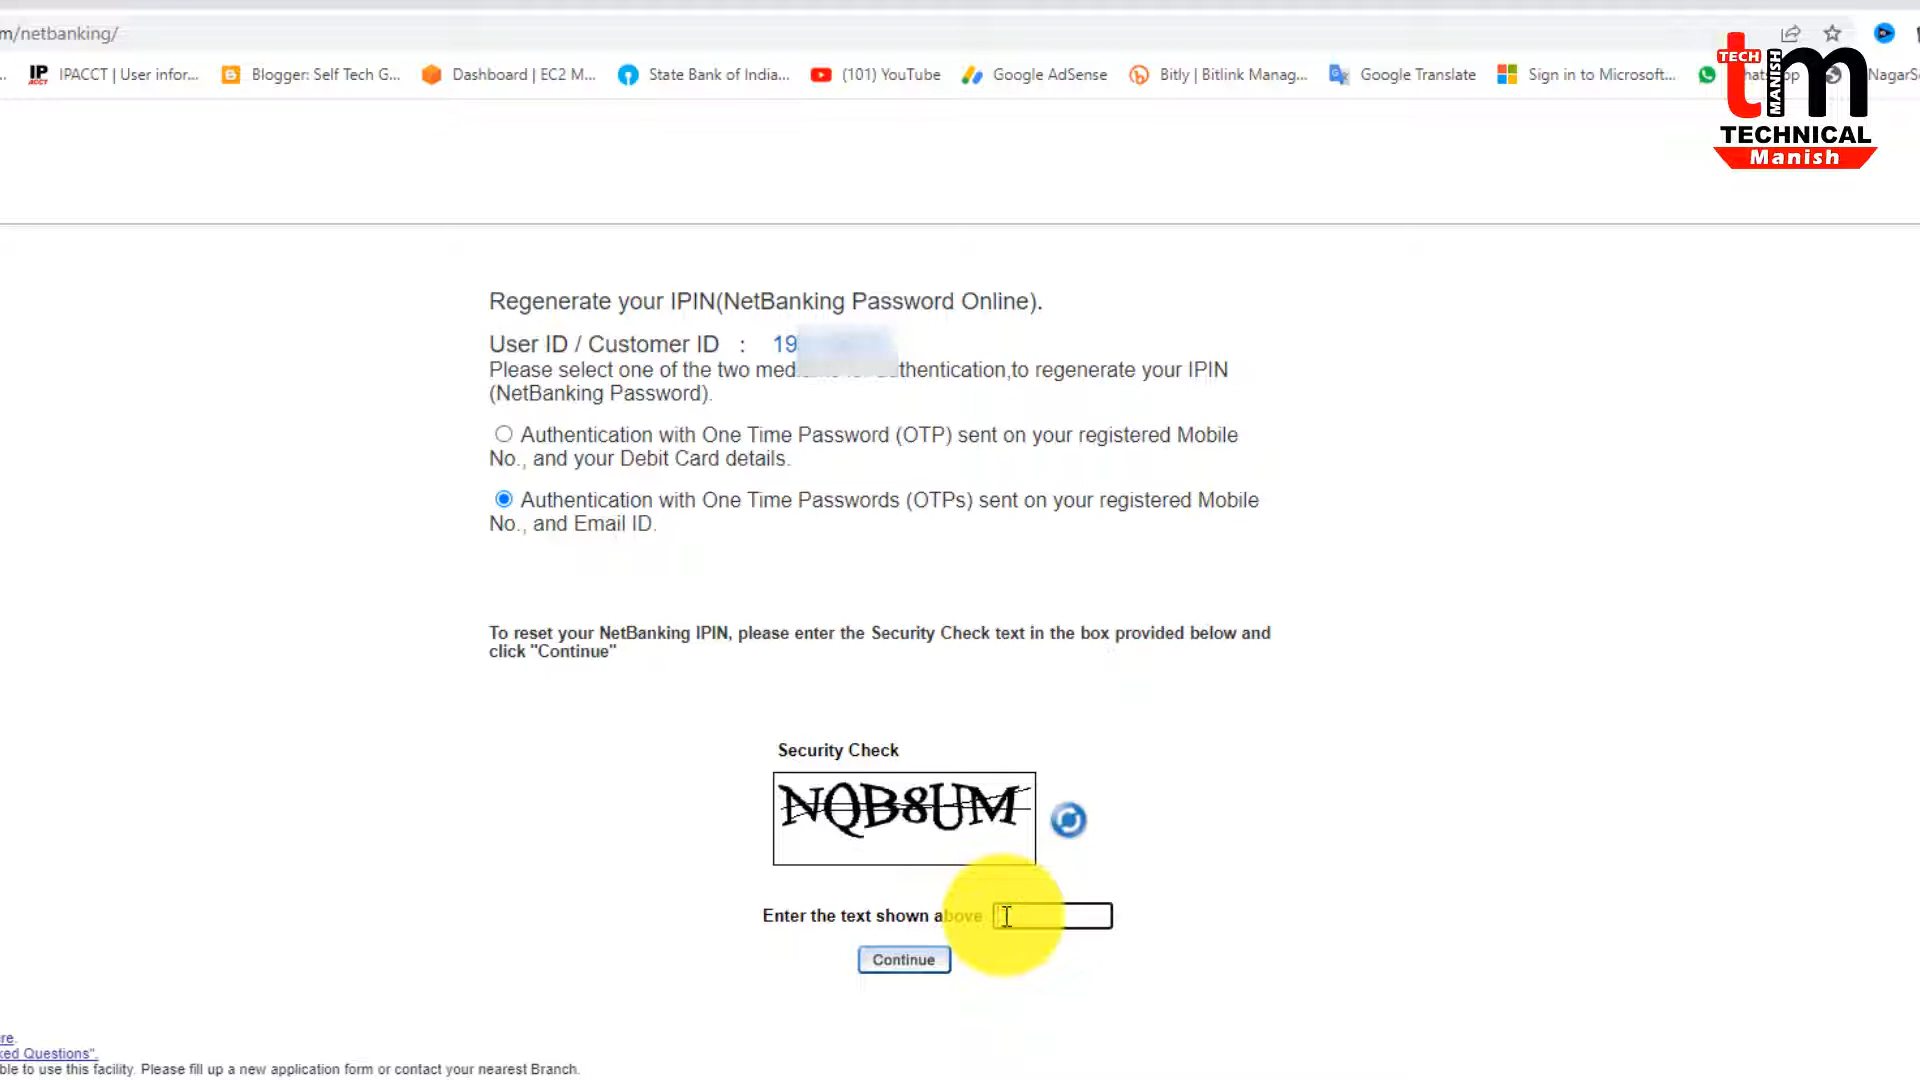 m/netbanking/
... IPACCT | User infor... Blogger: Self Tech G... Dashboard | EC2 M... State Bank of India... (101) YouTube Google AdSense Bitly | Bitlink Manag... Google Translate Sign in to Microsoft... NagarS
TECH
MANISH
tm
TECHNICAL
Manish
Regenerate your IPIN(NetBanking Password Online).
User ID / Customer ID : 19
Please select one of the two med thentication,to regenerate your IPIN
(NetBanking Password).
Authentication with One Time Password (OTP) sent on your registered Mobile
No., and your Debit Card details.
Authentication with One Time Passwords (OTPs) sent on your registered Mobile
No., and Email ID.
To reset your NetBanking IPIN, please enter the Security Check text in the box provided below and
click "Continue"
Security Check
NQB8UM
Enter the text shown above
Continue
re.
ked Questions".
ble to use this facility. Please fill up a new application form or contact your nearest Branch.